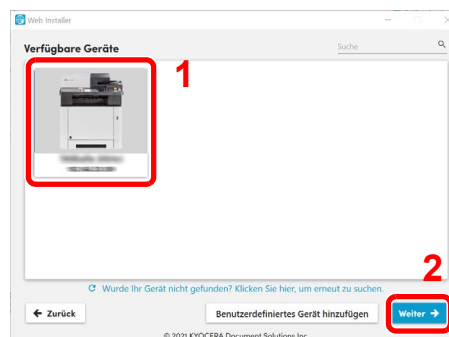 Web Installer
Verfügbare Geräte
Suche
1
2
Wurde Ihr Gerät nicht gefunden? Klicken Sie hier, um erneut zu suchen.
Zurück
Benutzerdefiniertes Gerät hinzufügen
Weiter
© 2021 KYOCERA Document Solutions Inc.